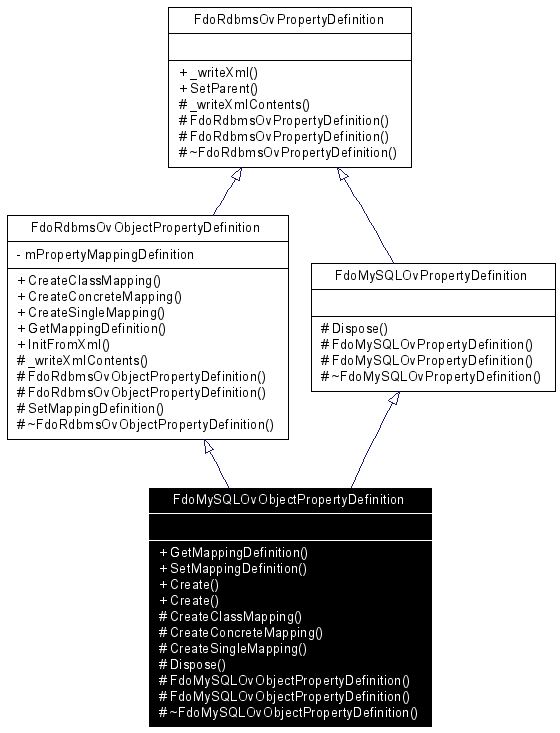 FdoRdbmsOvPropertyDefinition
+ _writeXml()
+ SetParent()
# _writeXmlContents()
# FdoRdbmsOvPropertyDefinition()
# FdoRdbmsOvPropertyDefinition()
# ~FdoRdbmsOvPropertyDefinition()
FdoRdbmsOvObjectPropertyDefinition
- mPropertyMappingDefinition
+ CreateClassMapping()
+ CreateConcreteMapping()
+ CreateSingleMapping()
+ GetMappingDefinition()
+ InitFromXml()
# _writeXmlContents()
# FdoRdbmsOvObjectPropertyDefinition()
# FdoRdbmsOvObjectPropertyDefinition()
# SetMappingDefinition()
# ~FdoRdbmsOvObjectPropertyDefinition()
FdoMySQLOvPropertyDefinition
# Dispose()
# FdoMySQLOvPropertyDefinition()
# FdoMySQLOvPropertyDefinition()
# ~FdoMySQLOvPropertyDefinition()
FdoMySQLOvObjectPropertyDefinition
+ GetMappingDefinition()
+ SetMappingDefinition()
+ Create()
+ Create()
# CreateClassMapping()
# CreateConcreteMapping()
# CreateSingleMapping()
# Dispose()
# FdoMySQLOvObjectPropertyDefinition()
# FdoMySQLOvObjectPropertyDefinition()
# ~FdoMySQLOvObjectPropertyDefinition()